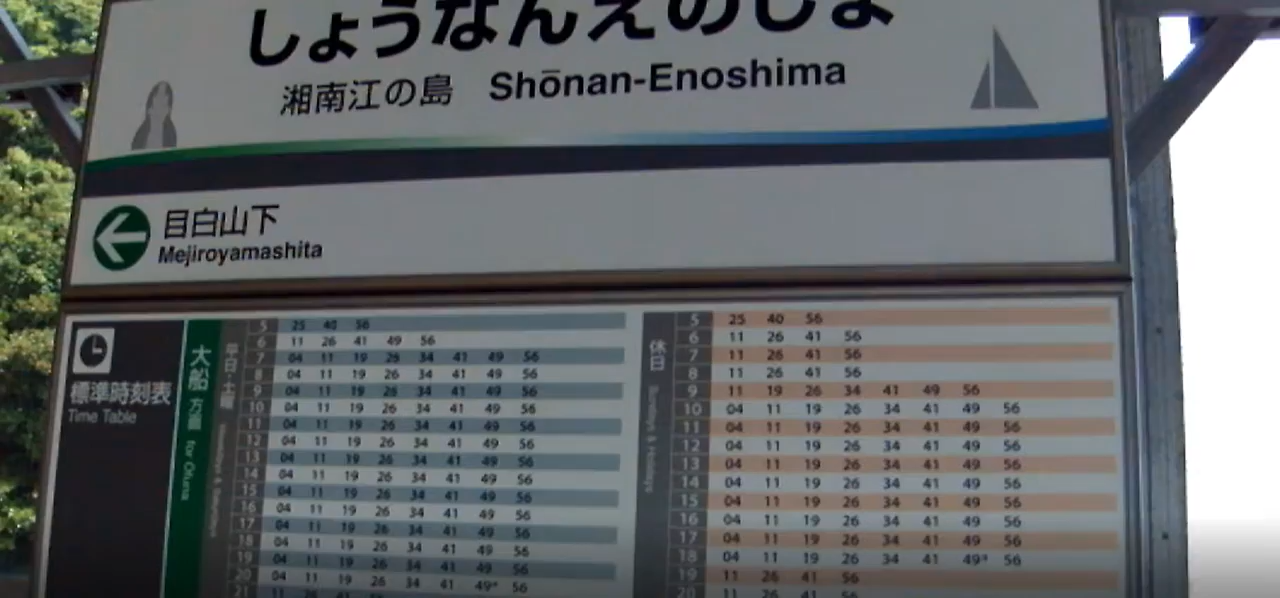 しょうなんえのしま
湘南江の島 Shōnan-Enoshima
目白山下
Mejiroyamashita
標準時刻表
Time Table
大船 方面 for Ofuna
平日・土曜
休日 Sundays & Holidays
5 25 40 56
6 11 26 41 49 56
7 04 11 19 26 34 41 49 56
8 04 11 19 26 34 41 49 56
9 04 11 19 26 34 41 49 56
10 04 11 19 26 34 41 49 56
11 04 11 19 26 34 41 49 56
12 04 11 19 26 34 41 49 56
13 04 11 19 26 34 41 49 56
14 04 11 19 26 34 41 49 56
15 04 11 19 26 34 41 49 56
16 04 11 19 26 34 41 49 56
17 04 11 19 26 34 41 49 56
18 04 11 19 26 34 41 49 56
19 04 11 19 26 34 41 49 56
20 04 11 19 26 34 41 49* 56
21 11 26 41 56
5 25 40 56
6 11 26 41 56
7 11 26 41 56
8 11 26 41 56
9 11 19 26 34 41 49 56
10 04 11 19 26 34 41 49 56
11 04 11 19 26 34 41 49 56
12 04 11 19 26 34 41 49 56
13 04 11 19 26 34 41 49 56
14 04 11 19 26 34 41 49 56
15 04 11 19 26 34 41 49 56
16 04 11 19 26 34 41 49 56
17 04 11 19 26 34 41 49 56
18 04 11 19 26 34 41 49* 56
19 11 26 41 56
20 11 26 41 56